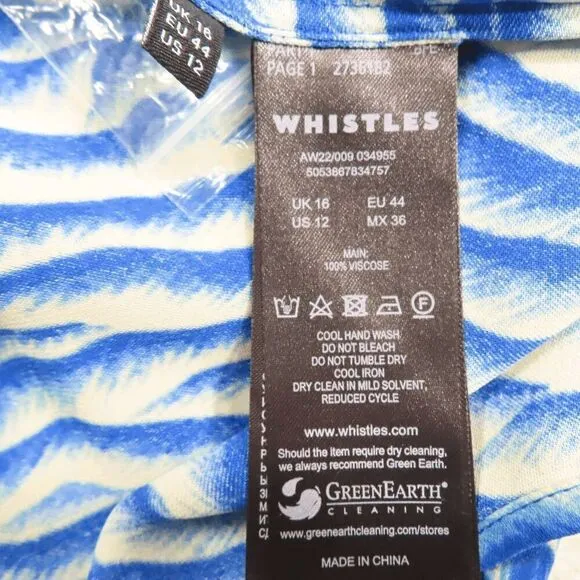 UK 16
EU 44
US 12
PAGE 1 2736182
WHISTLES
AW22/009 034955
5053867834757
UK 16 EU 44
US 12 MX 36
MAIN:
100% VISCOSE
COOL HAND WASH
DO NOT BLEACH
DO NOT TUMBLE DRY
COOL IRON
DRY CLEAN IN MILD SOLVENT,
REDUCED CYCLE
www.whistles.com
Should the item require dry cleaning,
we always recommend Green Earth.
GREENEARTH®
CLEANING
www.greenearthcleaning.com/stores
MADE IN CHINA